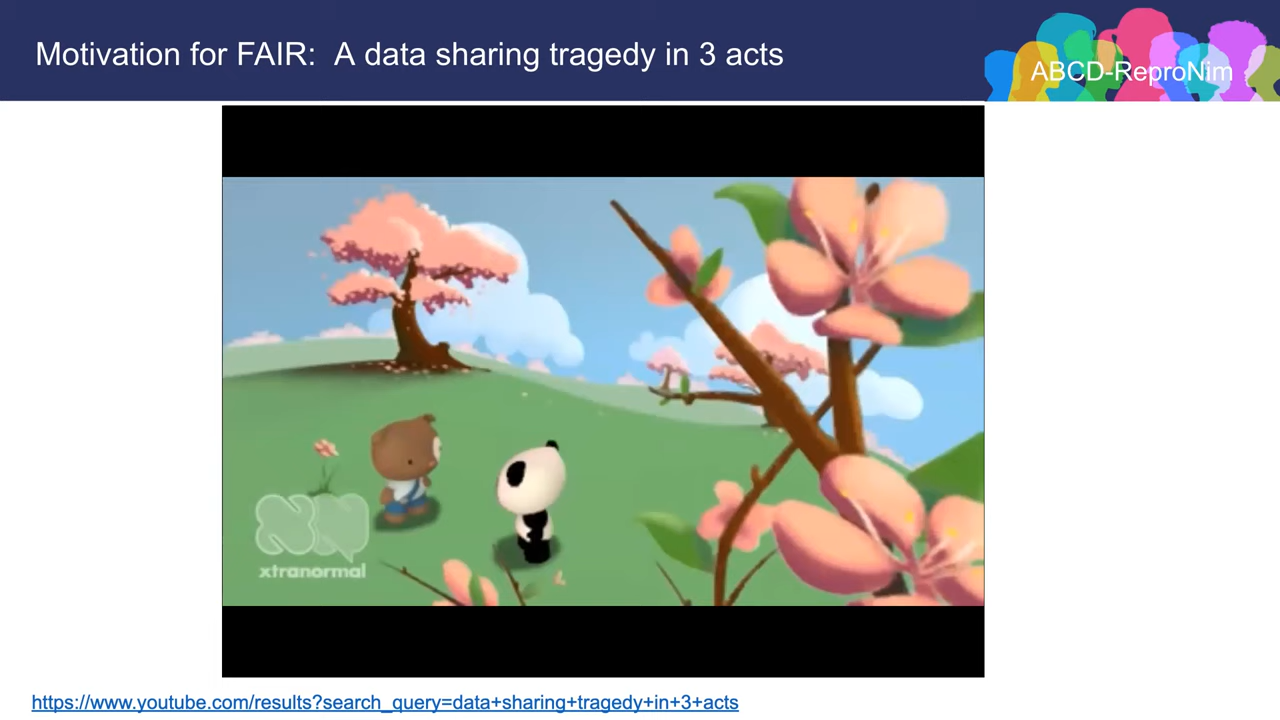 Motivation for FAIR:  A data sharing tragedy in 3 acts
ABCD-ReproNim
xtranormal
https://www.youtube.com/results?search_query=data+sharing+tragedy+in+3+acts